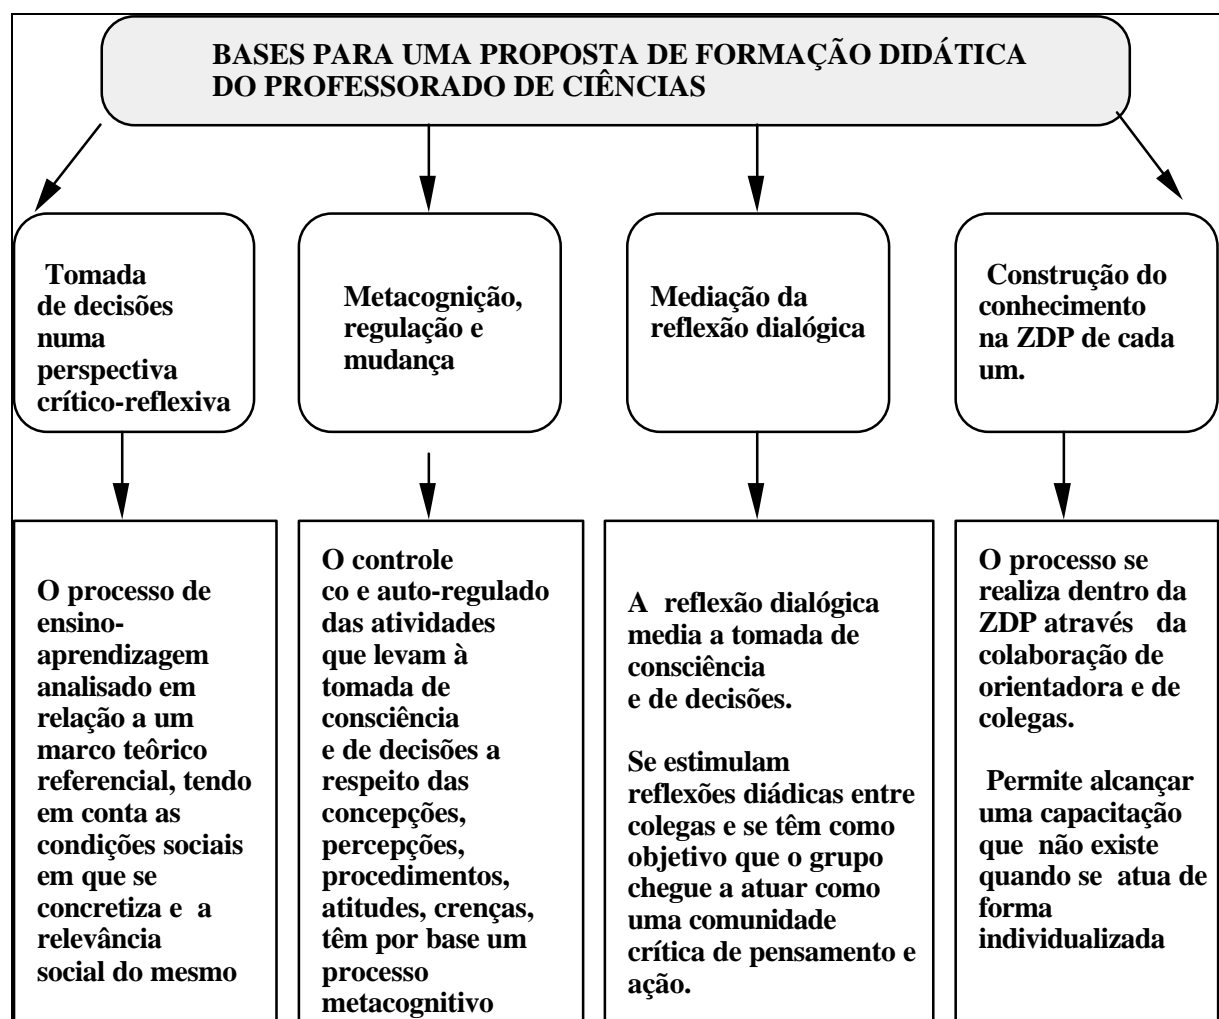 BASES PARA UMA PROPOSTA DE FORMAÇÃO DIDÁTICA
DO PROFESSORADO DE CIÊNCIAS
Tomada
de decisões
numa
perspectiva
crítico-reflexiva
Metacognição,
regulação e
mudança
Mediação da
reflexão dialógica
Construção do
conhecimento
na ZDP de cada
um.
O processo de
ensino-
aprendizagem
analisado em
relação a um
marco teôrico
referencial, tendo
em conta as
condições sociais
em que se
concretiza e a
relevância
social do mesmo
O controle
co e auto-regulado
das atividades
que levam à
tomada de
consciência
e de decisões a
respeito das
concepções,
percepções,
procedimentos,
atitudes, crenças,
têm por base um
processo
metacognitivo
A reflexão dialógica
media a tomada de
consciência
e de decisões.
Se estimulam
reflexões diádicas entre
colegas e se têm como
objetivo que o grupo
chegue a atuar como
uma comunidade
crítica de pensamento e
ação.
O processo se
realiza dentro da
ZDP através da
colaboração de
orientadora e de
colegas.
Permite alcançar
uma capacitação
que não existe
quando se atua de
forma
individualizada